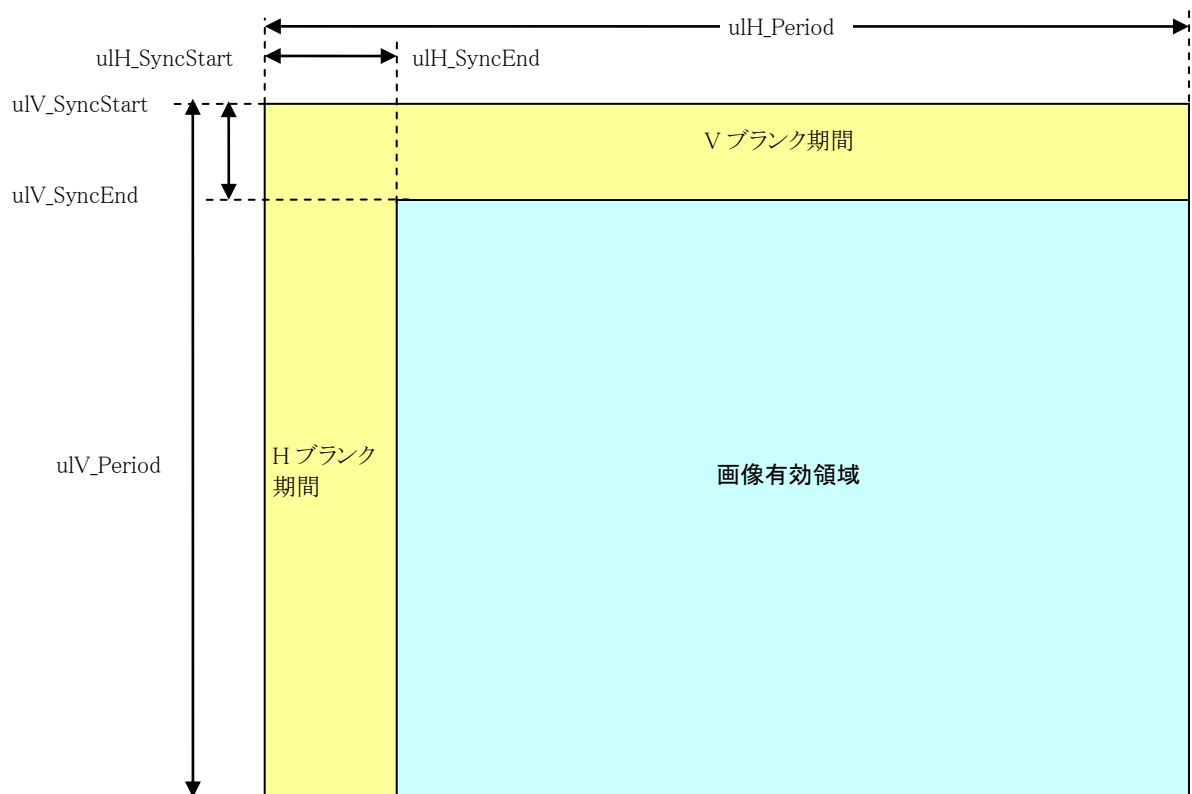 ulH_Period
ulH_SyncStart
ulH_SyncEnd
ulV_SyncStart
V ブランク期間
ulV_SyncEnd
ulV_Period
H ブランク
期間
画像有効領域